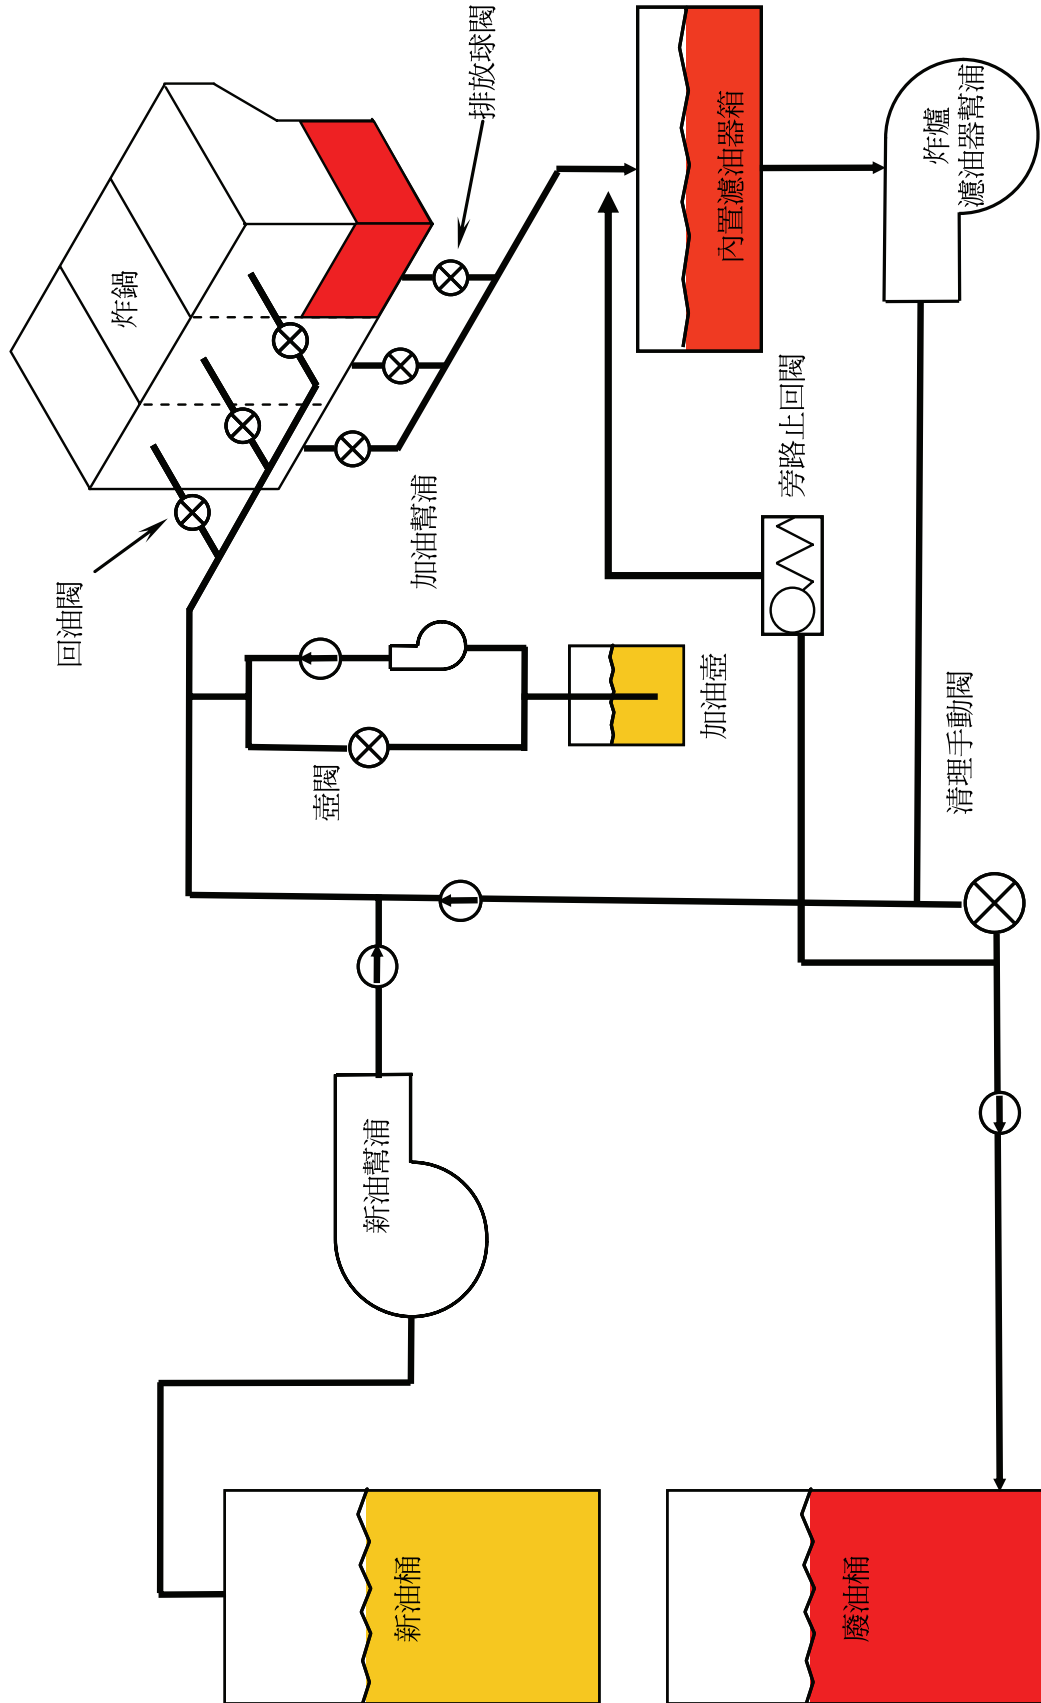 排放球閥
炸鍋
回油閥
內置濾油器箱
炸爐
濾油器幫浦
旁路止回閥
加油幫浦
加油壺
壺閥
清理手動閥
新油幫浦
新油桶
廢油桶